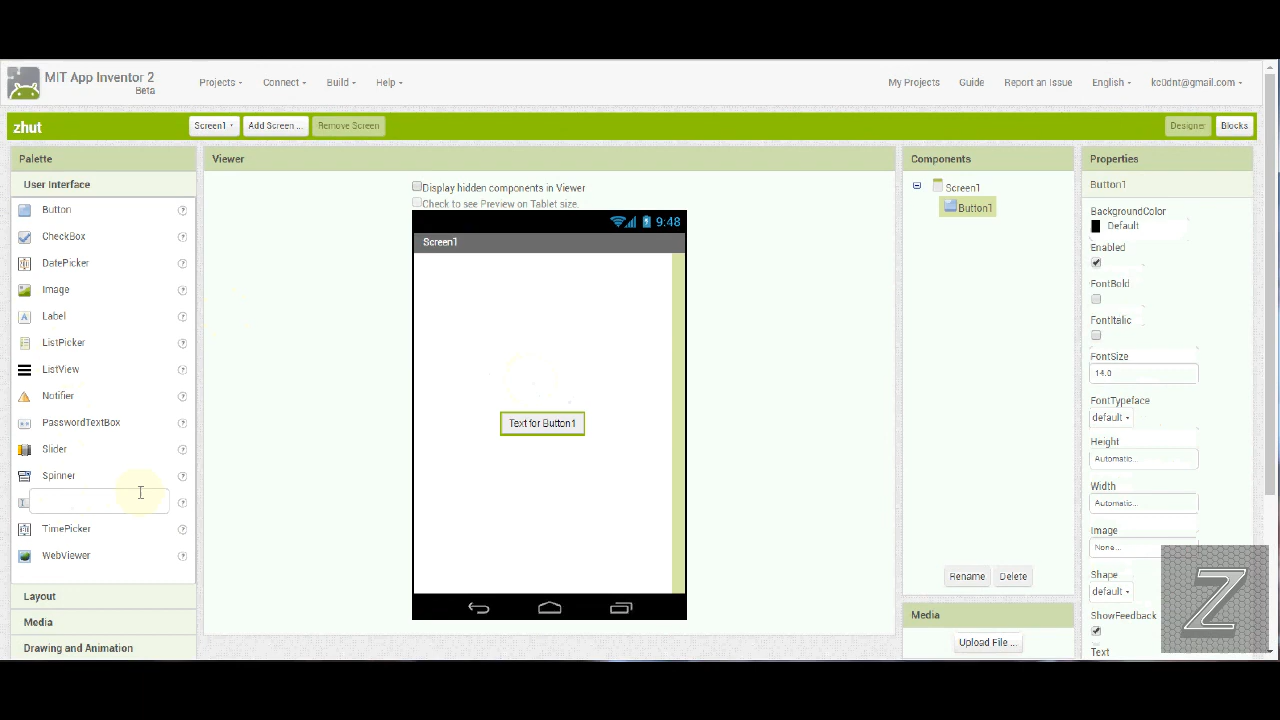 MIT App Inventor 2
Beta
Projects
Connect
Build
Help
My Projects
Guide
Report an Issue
English
kc0dnt@gmail.com
zhut
Screen1
Add Screen ...
Remove Screen
Designer
Blocks
Palette
User Interface
Button
CheckBox
DatePicker
Image
Label
ListPicker
ListView
Notifier
PasswordTextBox
Slider
Spinner
TimePicker
WebViewer
Layout
Media
Drawing and Animation
Viewer
Display hidden components in Viewer
Check to see Preview on Tablet size.
9:48
Screen1
Text for Button1
Components
Screen1
Button1
Rename
Delete
Media
Upload File ...
Properties
Button1
BackgroundColor
Default
Enabled
FontBold
FontItalic
FontSize
14.0
FontTypeface
default
Height
Automatic...
Width
Automatic...
Image
None...
Shape
default
ShowFeedback
Text
Z